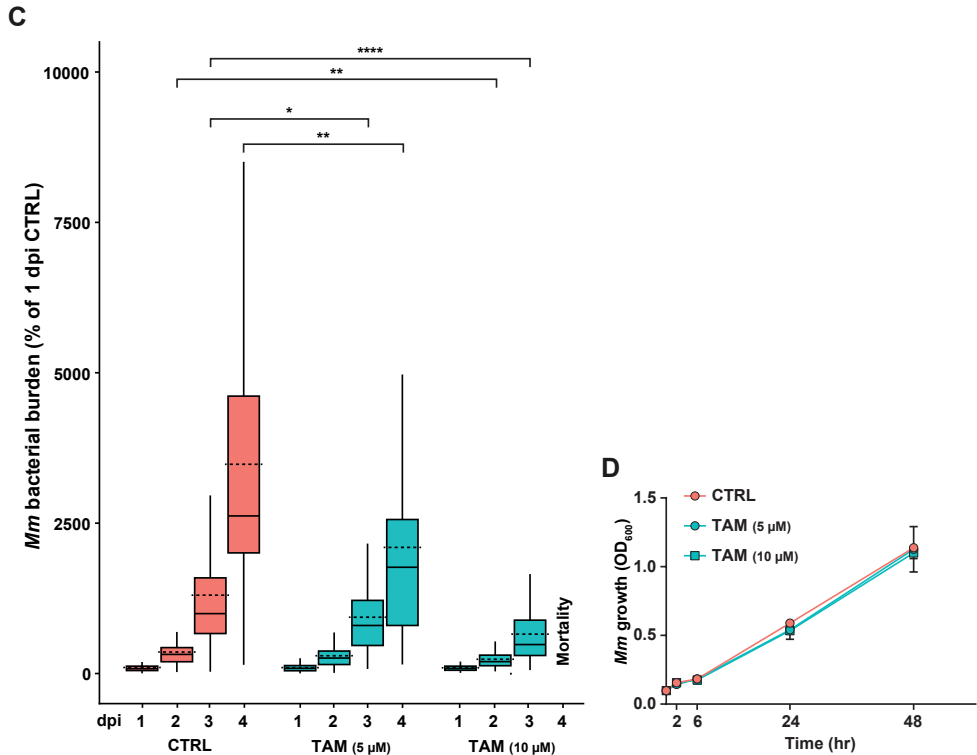 C
Mm bacterial burden (% of 1 dpi CTRL)
10000
7500
5000
2500
0
****
**
*
**
Mortality
dpi 1 2 3 4 1 2 3 4 1 2 3 4
CTRL TAM (5 µM) TAM (10 µM)
D
CTRL
TAM (5 µM)
TAM (10 µM)
Mm growth (OD600)
1.5
1.0
0.5
0.0
2 6 24 48
Time (hr)